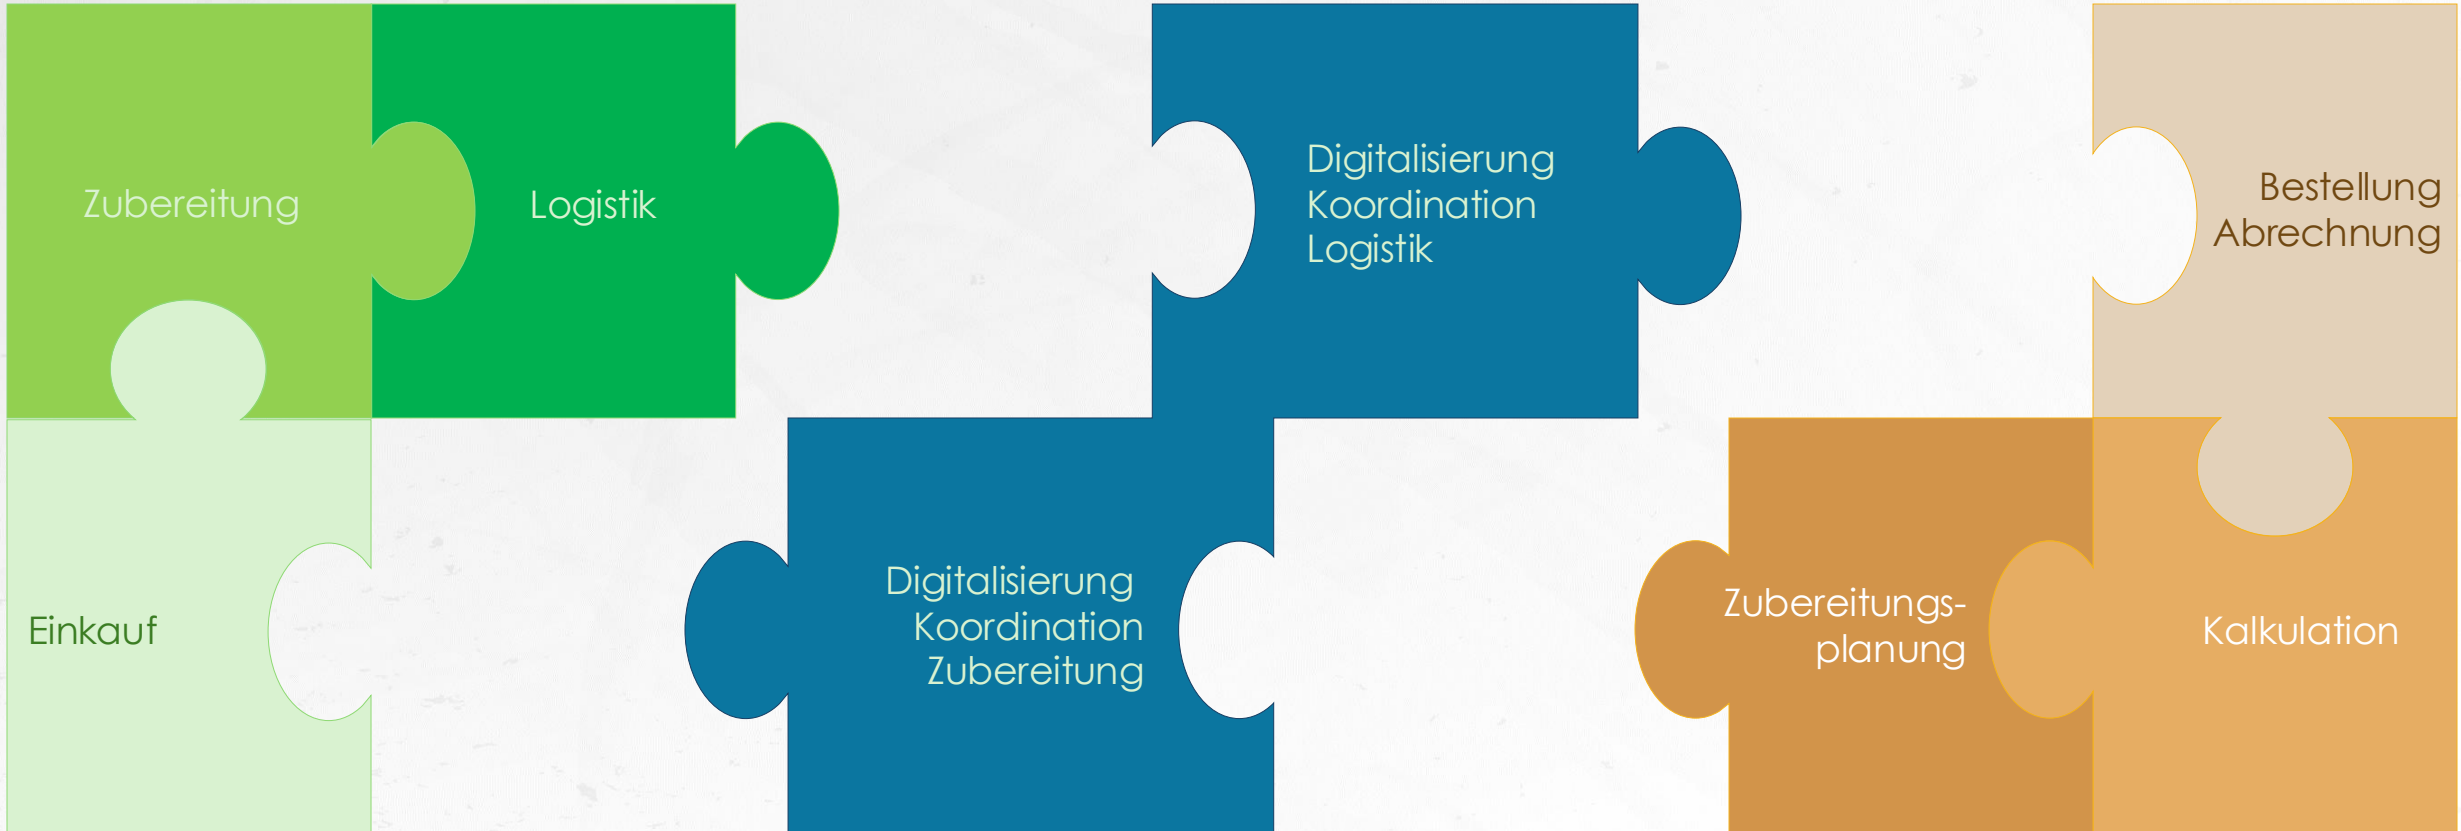 Zubereitung
Logistik
Digitalisierung
Koordination
Logistik
Bestellung
Abrechnung
Einkauf
Digitalisierung
Koordination
Zubereitung
Zubereitungs-
planung
Kalkulation